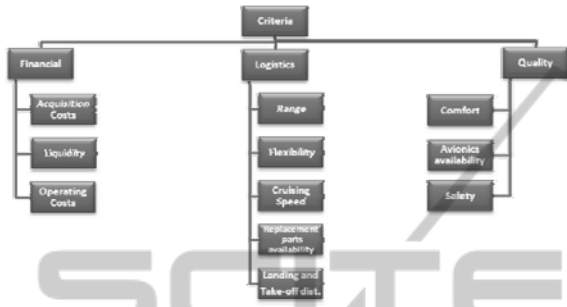 Criteria
Financial
Logistics
Quality
Acquisition
Costs
Liquidity
Operating
Costs
Range
Flexibility
Cruising
Speed
Replacement
parts
availability
Landing and
Take-off dist.
Comfort
Avionics
availability
Safety